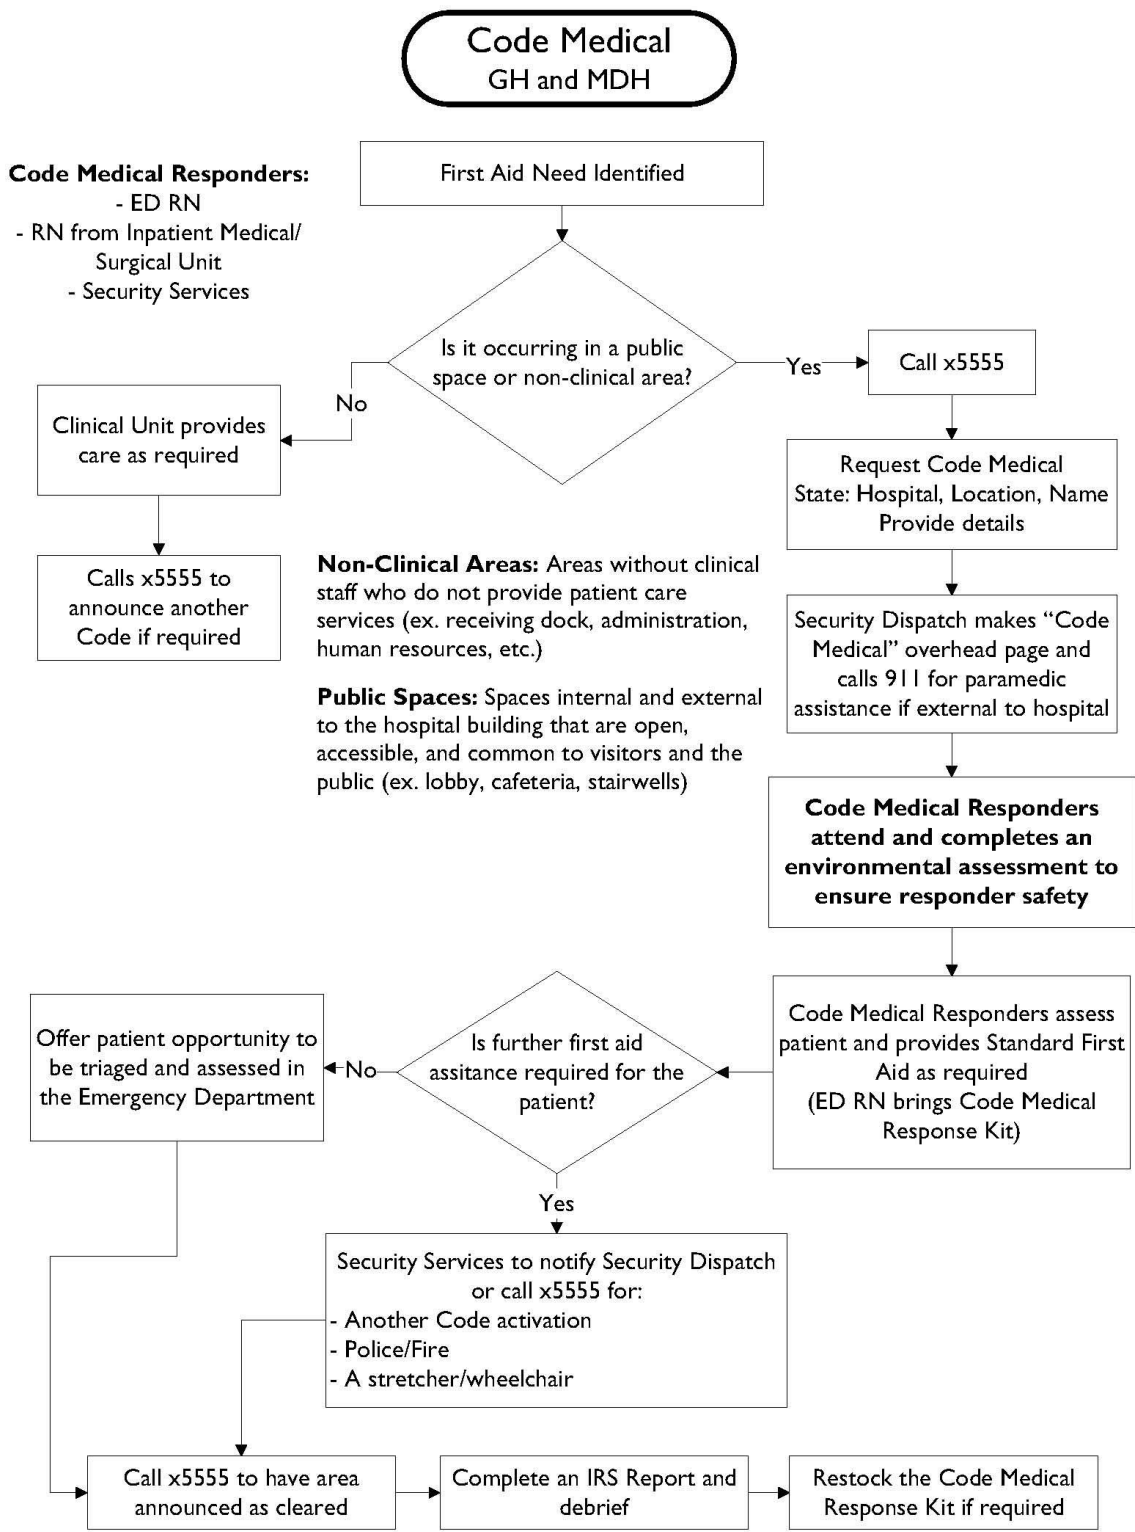 Code Medical
GH and MDH
Code Medical Responders:
- ED RN
- RN from Inpatient Medical/
Surgical Unit
- Security Services
First Aid Need Identified
Is it occurring in a public
space or non-clinical area?
Yes
Call x5555
No
Clinical Unit provides
care as required
Calls x5555 to
announce another
Code if required
Request Code Medical
State: Hospital, Location, Name
Provide details
Non-Clinical Areas: Areas without clinical
staff who do not provide patient care
services (ex. receiving dock, administration,
human resources, etc.)
Public Spaces: Spaces internal and external
to the hospital building that are open,
accessible, and common to visitors and the
public (ex. lobby, cafeteria, stairwells)
Security Dispatch makes “Code
Medical” overhead page and
calls 911 for paramedic
assistance if external to hospital
Code Medical Responders
attend and completes an
environmental assessment to
ensure responder safety
Code Medical Responders assess
patient and provides Standard First
Aid as required
(ED RN brings Code Medical
Response Kit)
Is further first aid
assitance required for the
patient?
No
Offer patient opportunity to
be triaged and assessed in
the Emergency Department
Yes
Security Services to notify Security Dispatch
or call x5555 for:
- Another Code activation
- Police/Fire
- A stretcher/wheelchair
Call x5555 to have area
announced as cleared
Complete an IRS Report and
debrief
Restock the Code Medical
Response Kit if required